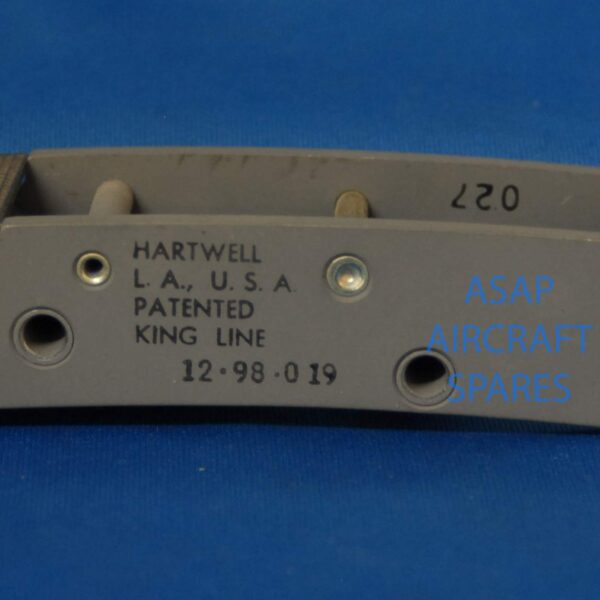 027
HARTWELL
L. A., U. S. A.
PATENTED
KING LINE
12·98·019
ASAP
AIRCRAFT
SPARES